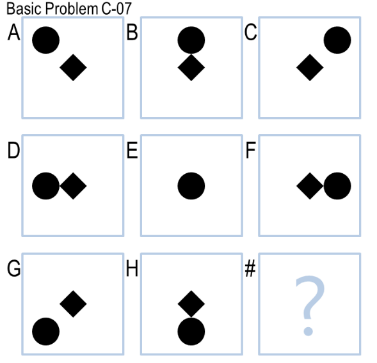 Basic Problem C-07
A B C
D E F
G H #
?